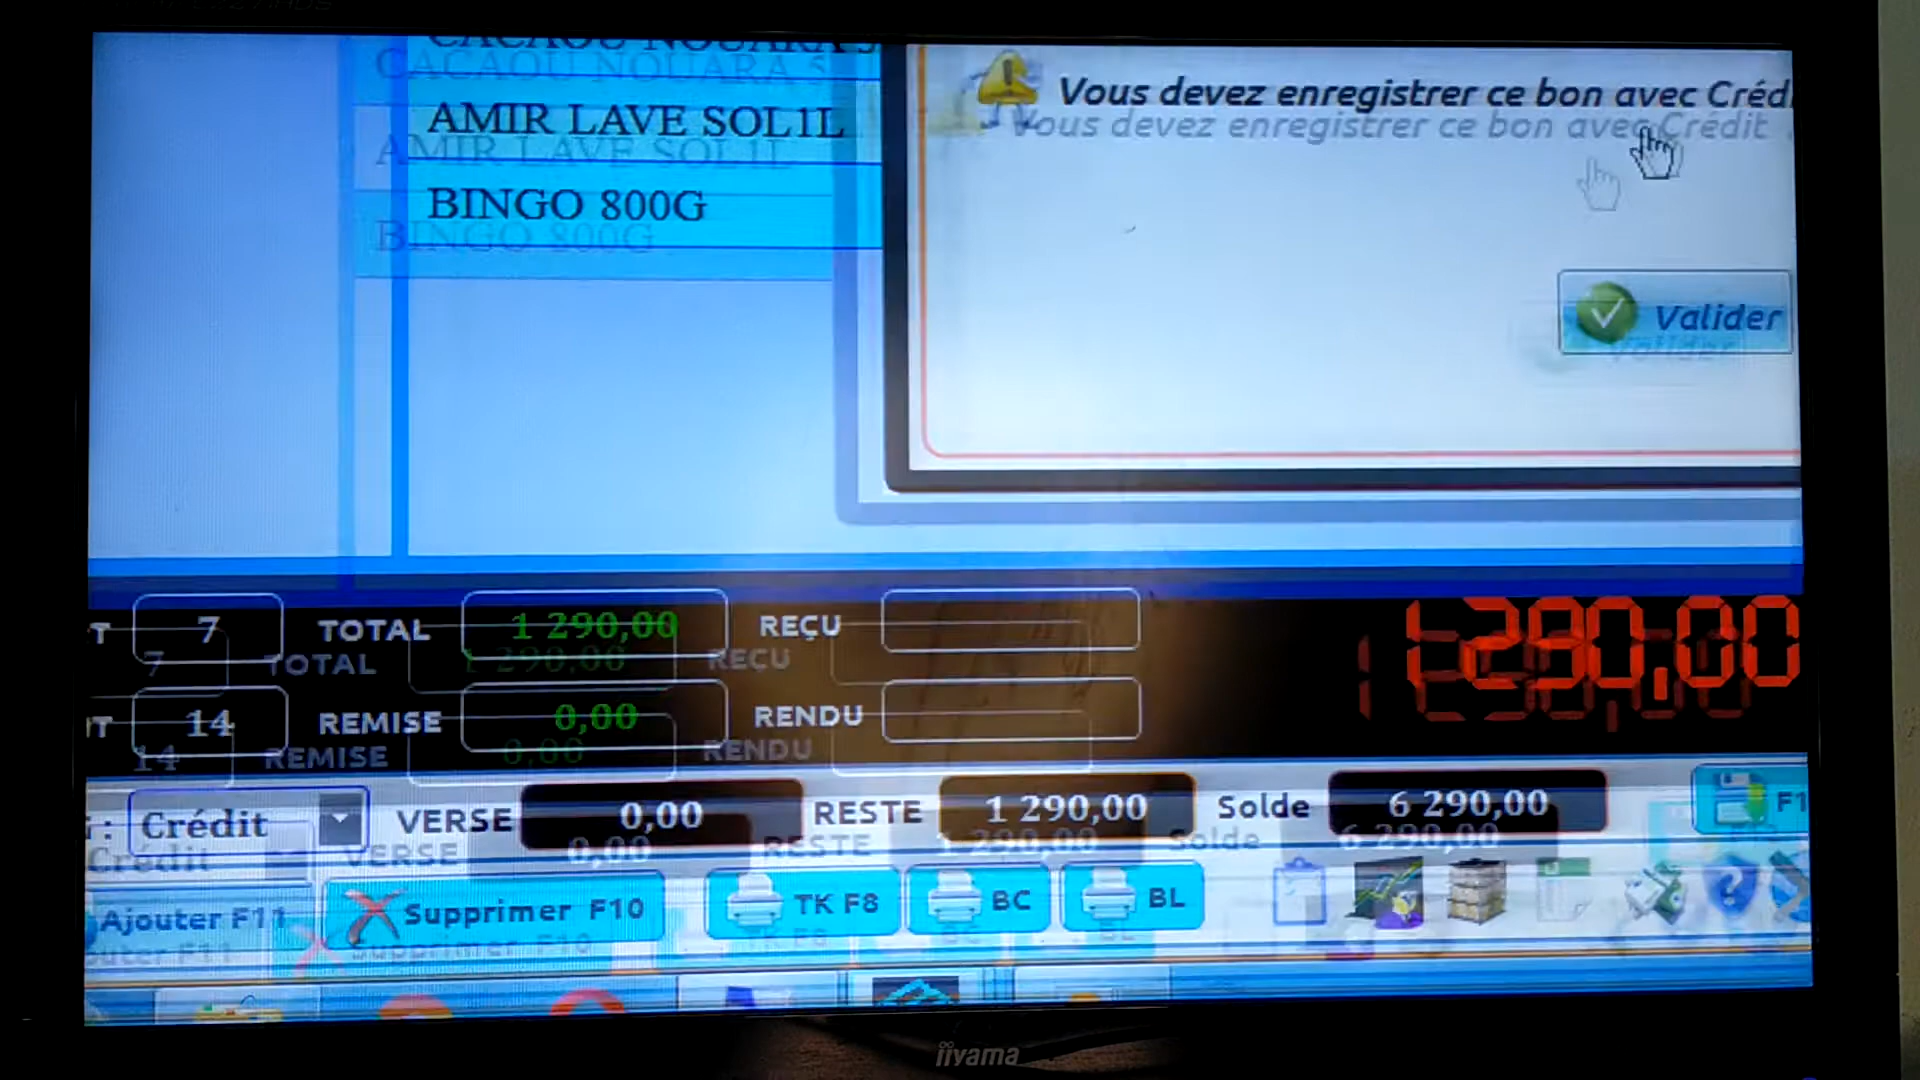 AMIR LAVE SOL1L
BINGO 800G
Vous devez enregistrer ce bon avec Créd
Valider
7 TOTAL 1 290,00 REÇU
1290,00
14 REMISE 0,00 RENDU
Crédit VERSE 0,00 RESTE 1 290,00 Solde 6 290,00 F1
Ajouter F11 Supprimer F10 TK F8 BC BL
iiyama